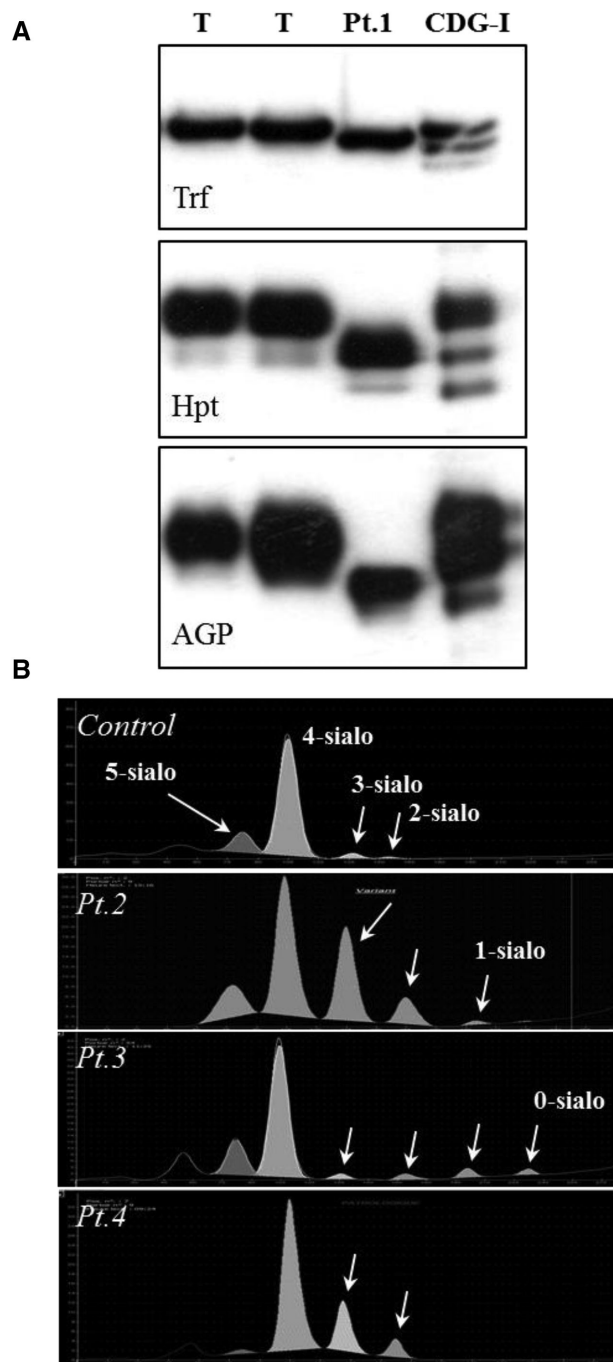 A
T T Pt.1 CDG-I
Trf
Hpt
AGP
B
Control
4-sialo
5-sialo
3-sialo
2-sialo
Variant
Pt.2
1-sialo
Pt.3
0-sialo
Pt.4